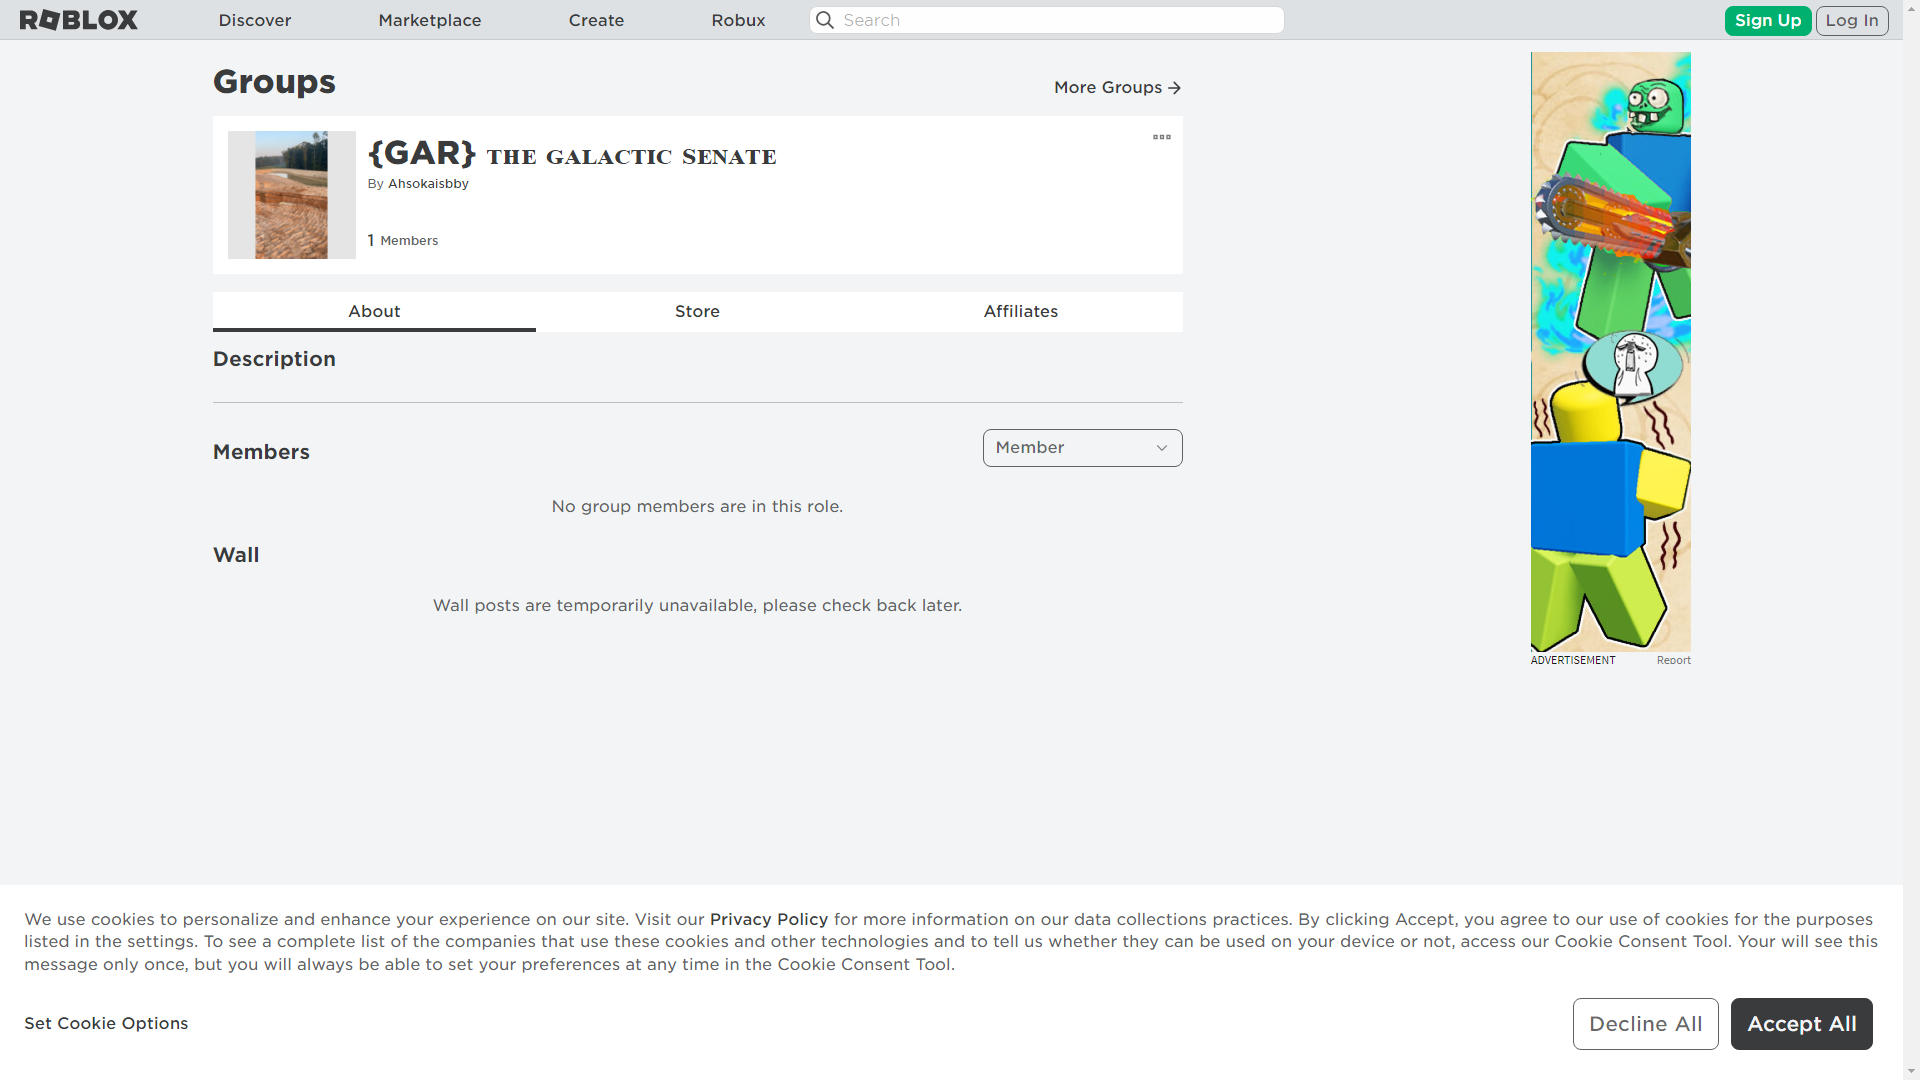 ROBLOX
Discover
Marketplace
Create
Robux
Search
Sign Up
Log In
Groups
More Groups
{GAR} ᴛʜᴇ ɢᴀʟᴀᴄᴛɪᴄ Sᴇɴᴀᴛᴇ
By Ahsokaisbby
1 Members
About
Store
Affiliates
Description
Members
Member
No group members are in this role.
Wall
Wall posts are temporarily unavailable, please check back later.
ADVERTISEMENT
Report
We use cookies to personalize and enhance your experience on our site. Visit our Privacy Policy for more information on our data collections practices. By clicking Accept, you agree to our use of cookies for the purposes
listed in the settings. To see a complete list of the companies that use these cookies and other technologies and to tell us whether they can be used on your device or not, access our Cookie Consent Tool. Your will see this
message only once, but you will always be able to set your preferences at any time in the Cookie Consent Tool.
Set Cookie Options
Decline All
Accept All